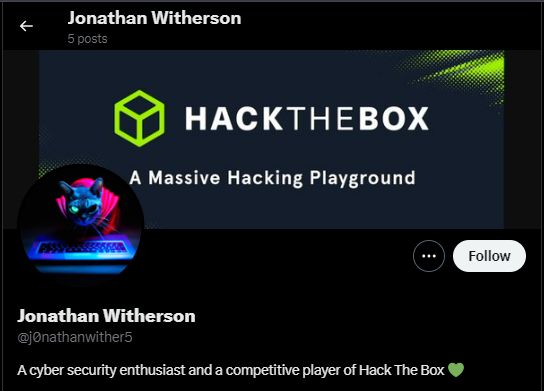 Jonathan Witherson
5 posts
HACKTHEBOX
A Massive Hacking Playground
Follow
Jonathan Witherson
@j0nathanwither5
A cyber security enthusiast and a competitive player of Hack The Box 💚